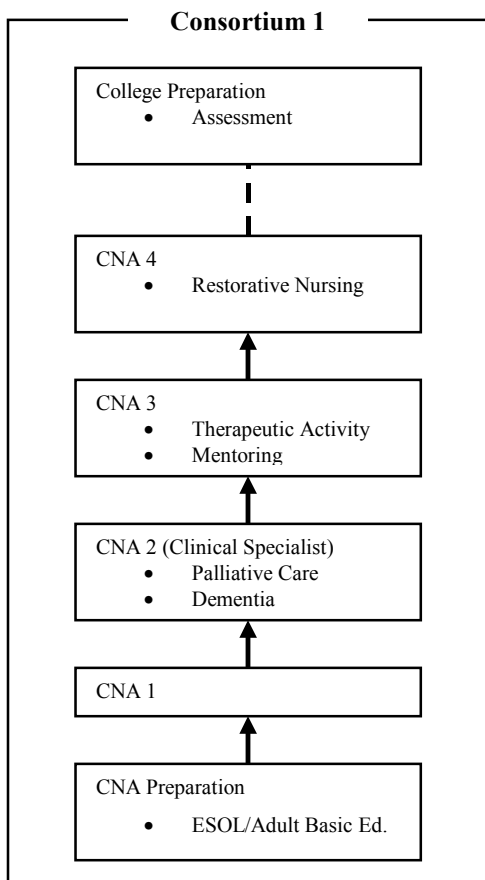 Consortium 1
College Preparation
• Assessment
CNA 4
• Restorative Nursing
CNA 3
• Therapeutic Activity
• Mentoring
CNA 2 (Clinical Specialist)
• Palliative Care
• Dementia
CNA 1
CNA Preparation
• ESOL/Adult Basic Ed.